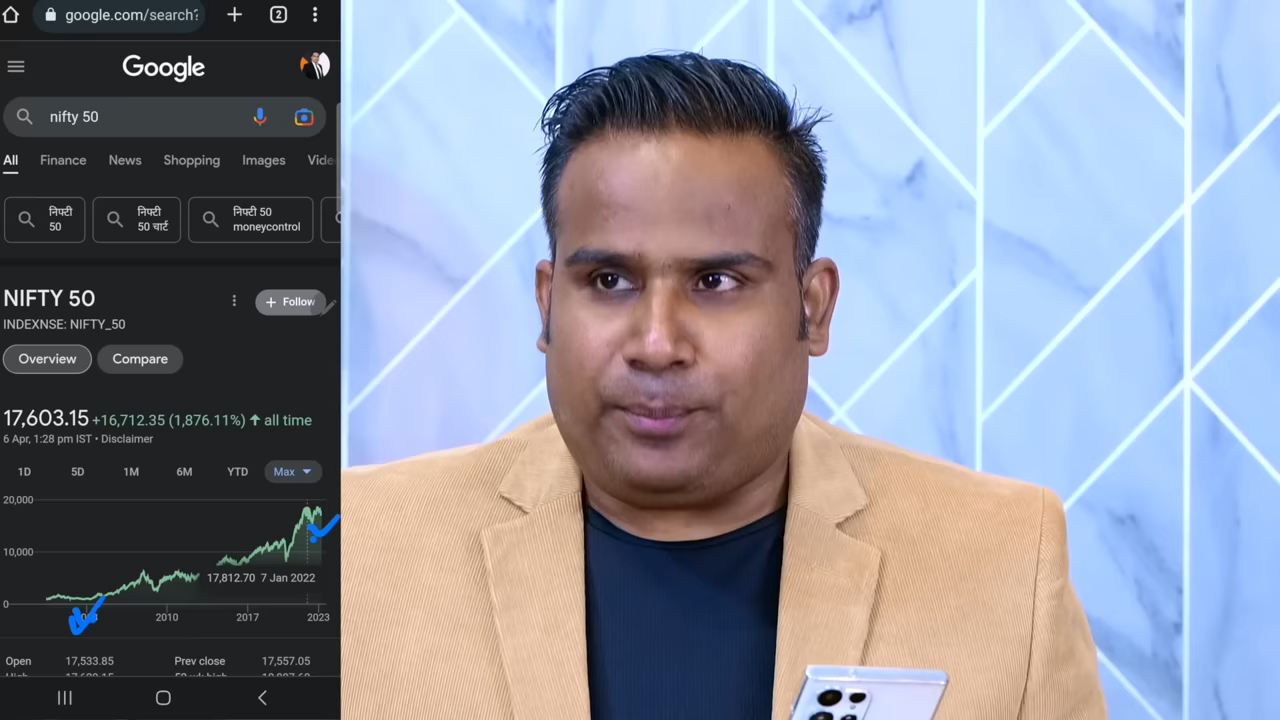 google.com/search?
2
Google
nifty 50
All Finance News Shopping Images Vide
निफ्टी 50
निफ्टी 50 चार्ट
निफ्टी 50 moneycontrol
NIFTY 50
+ Follow
INDEXNSE: NIFTY_50
Overview Compare
17,603.15 +16,712.35 (1,876.11%) ↑ all time
6 Apr, 1:28 pm IST • Disclaimer
1D 5D 1M 6M YTD Max
20,000
10,000
17,812.70 7 Jan 2022
0
2010 2017 2023
Open 17,533.85 Prev close 17,557.05